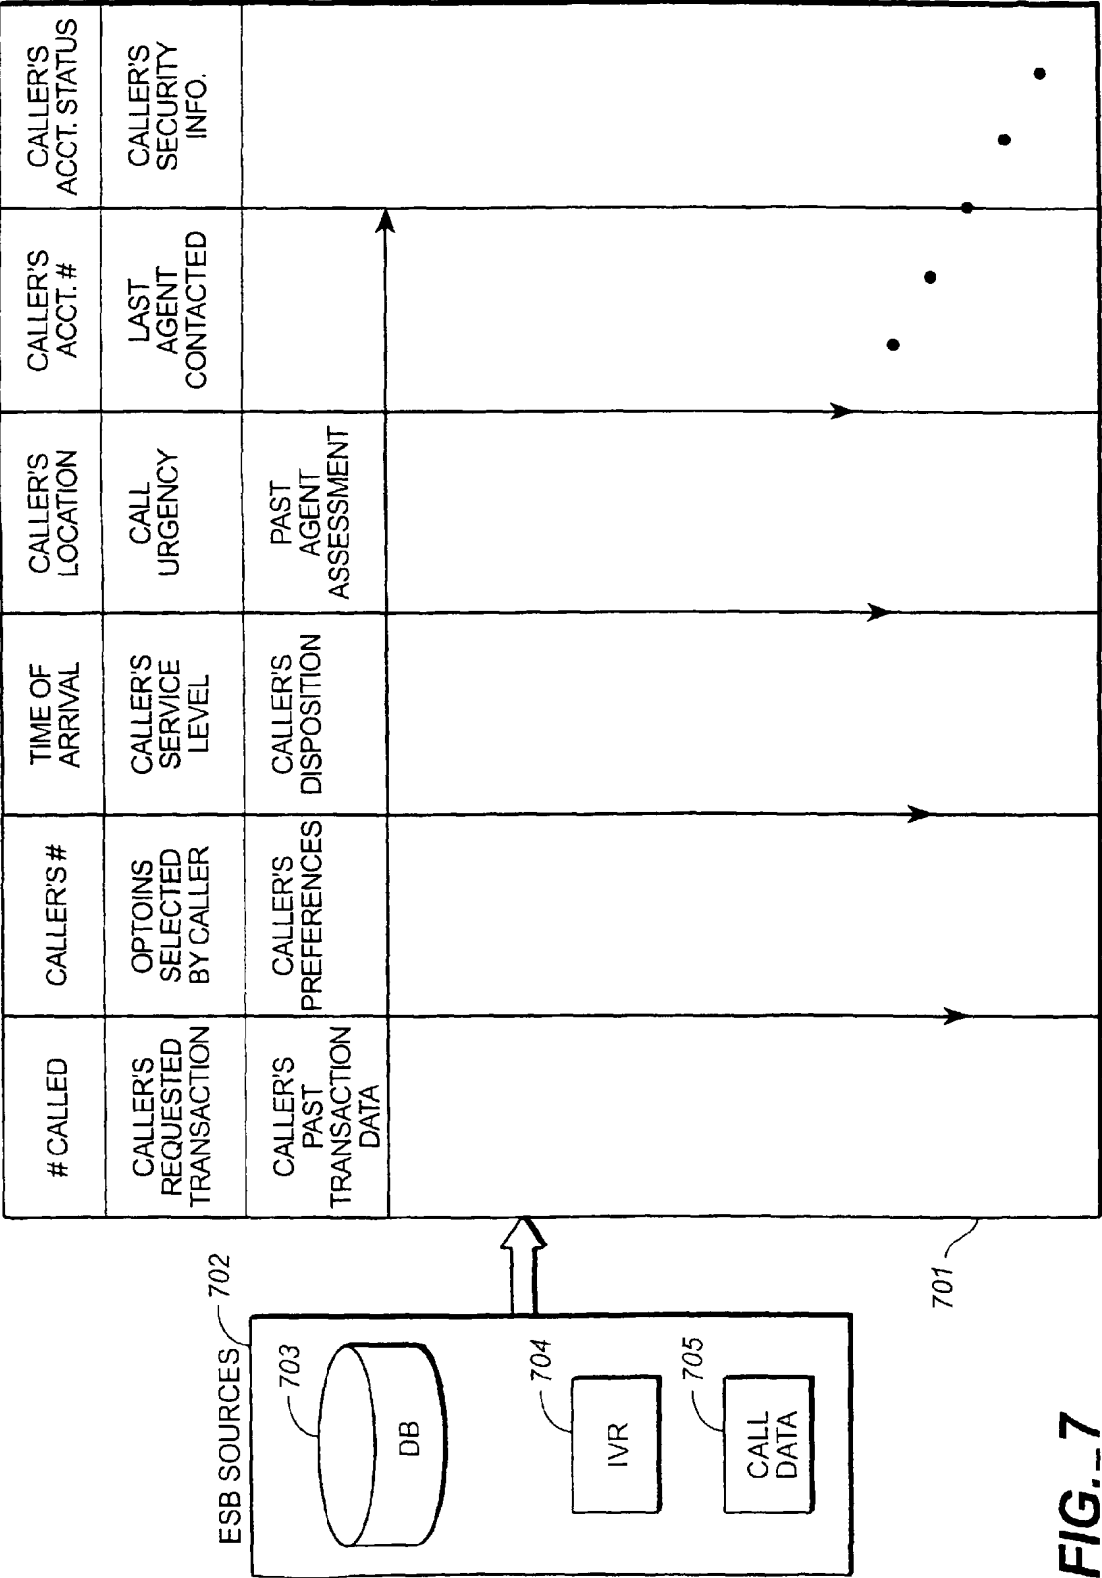 # CALLED
CALLER'S #
TIME OF
ARRIVAL
CALLER'S
LOCATION
CALLER'S
ACCT. #
CALLER'S
ACCT. STATUS
CALLER'S
REQUESTED
TRANSACTION
OPTOINS
SELECTED
BY CALLER
CALLER'S
SERVICE
LEVEL
CALL
URGENCY
LAST
AGENT
CONTACTED
CALLER'S
SECURITY
INFO.
CALLER'S
PAST
TRANSACTION
DATA
CALLER'S
PREFERENCES
CALLER'S
DISPOSITION
PAST
AGENT
ASSESSMENT
ESB SOURCES
702
703
DB
704
IVR
705
CALL
DATA
701
FIG._7